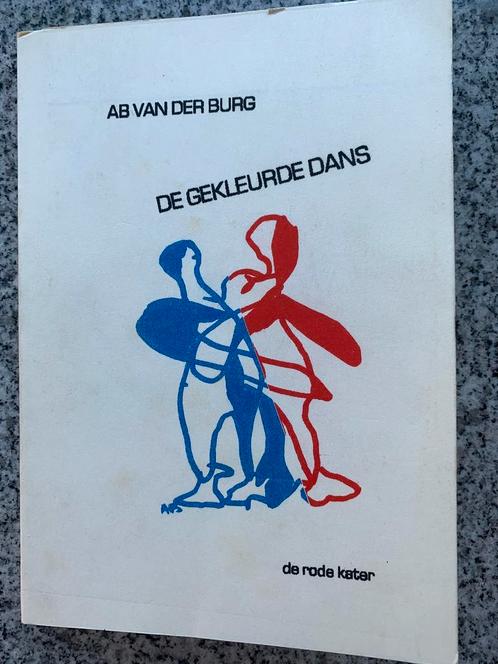 AB VAN DER BURG
DE GEKLEURDE DANS
de rode kater